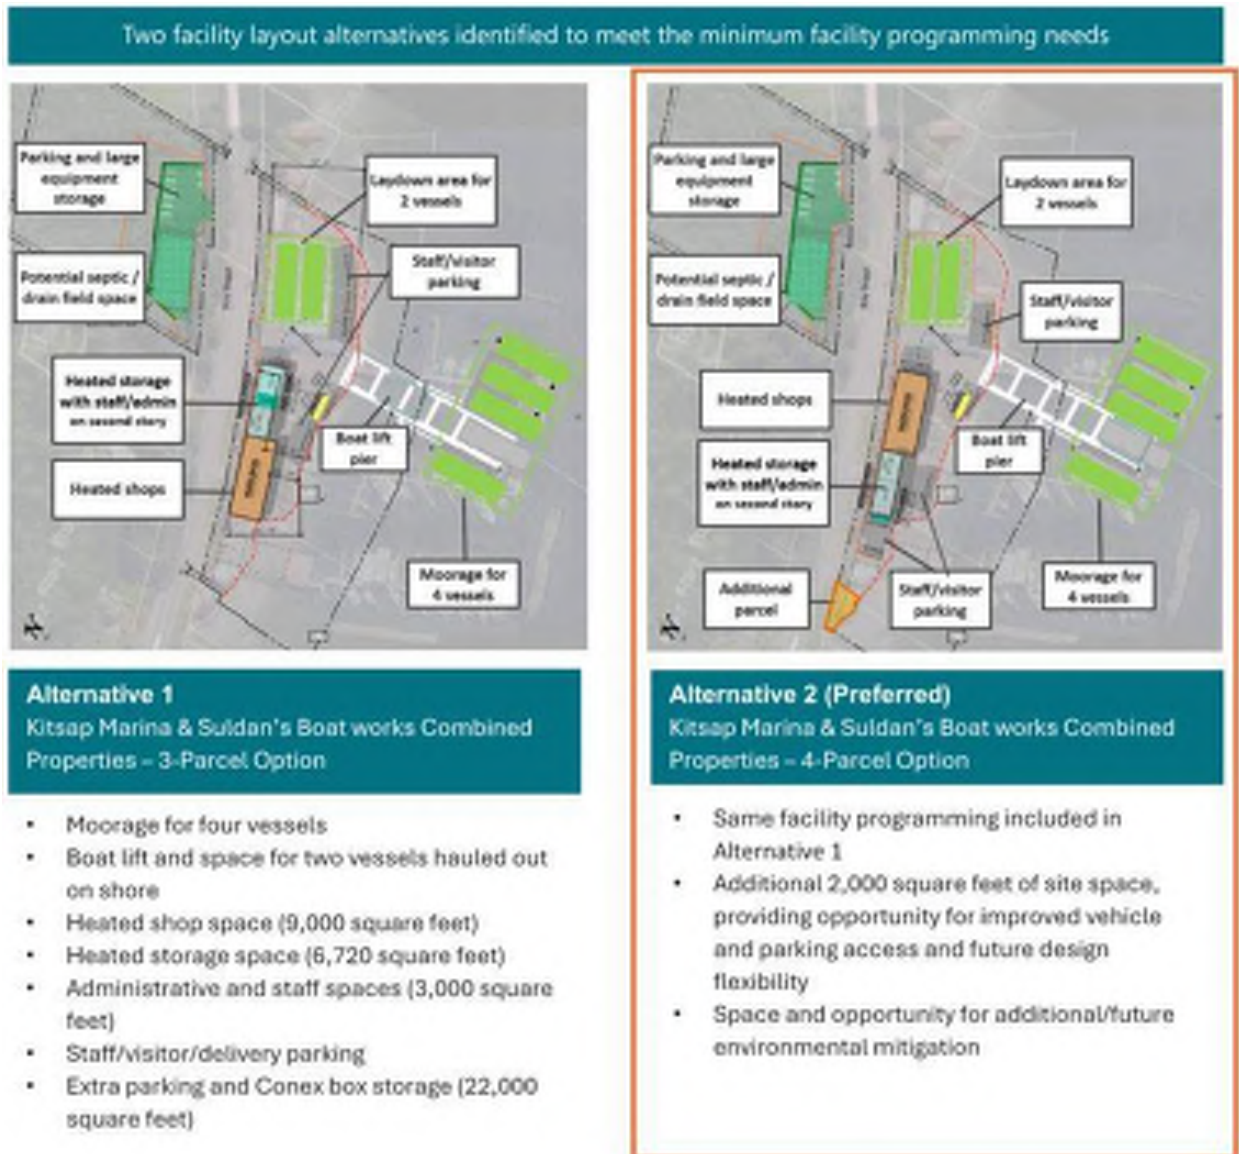 Two facility layout alternatives identified to meet the minimum facility programming needs
Parking and large
equipment
storage
Laydown area for
2 vessels
Staff/visitor
parking
Potential septic /
drain field space
Heated storage
with staff/admin
on second story
Boat lift
pier
Heated shops
Moorage for
4 vessels
Alternative 1
Kitsap Marina & Suldan's Boat works Combined
Properties – 3-Parcel Option
• Moorage for four vessels
• Boat lift and space for two vessels hauled out
on shore
• Heated shop space (9,000 square feet)
• Heated storage space (6,720 square feet)
• Administrative and staff spaces (3,000 square
feet)
• Staff/visitor/delivery parking
• Extra parking and Conex box storage (22,000
square feet)
Parking and large
equipment
storage
Laydown area for
2 vessels
Potential septic /
drain field space
Staff/visitor
parking
Heated shops
Boat lift
pier
Heated storage
with staff/admin
on second story
Additional
parcel
Staff/visitor
parking
Moorage for
4 vessels
Alternative 2 (Preferred)
Kitsap Marina & Suldan's Boat works Combined
Properties – 4-Parcel Option
• Same facility programming included in
Alternative 1
• Additional 2,000 square feet of site space,
providing opportunity for improved vehicle
and parking access and future design
flexibility
• Space and opportunity for additional/future
environmental mitigation